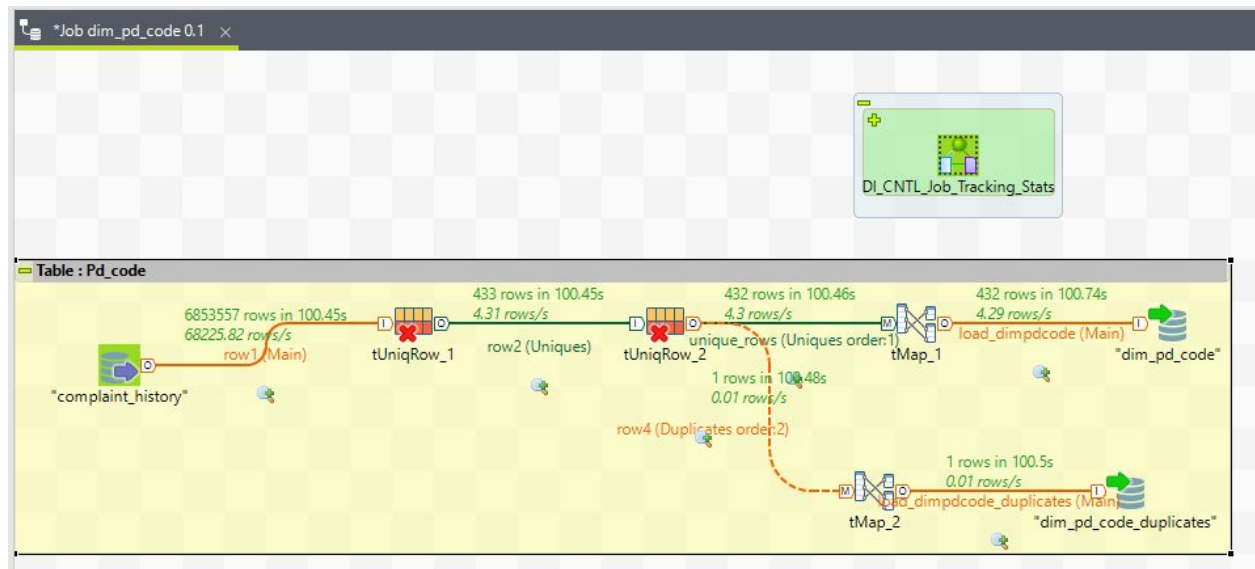 *Job dim_pd_code 0.1
DI_CNTL_Job_Tracking_Stats
Table : Pd_code
6853557 rows in 100.45s
68225.82 rows/s
row1 (Main)
"complaint_history"
tUniqRow_1
433 rows in 100.45s
4.31 rows/s
row2 (Uniques)
tUniqRow_2
432 rows in 100.46s
4.3 rows/s
unique_rows (Uniques order:1)
tMap_1
432 rows in 100.74s
4.29 rows/s
load_dimpdcode (Main)
"dim_pd_code"
1 rows in 100.48s
0.01 rows/s
row4 (Duplicates order:2)
tMap_2
1 rows in 100.5s
0.01 rows/s
load_dimpdcode_duplicates (Main)
"dim_pd_code_duplicates"